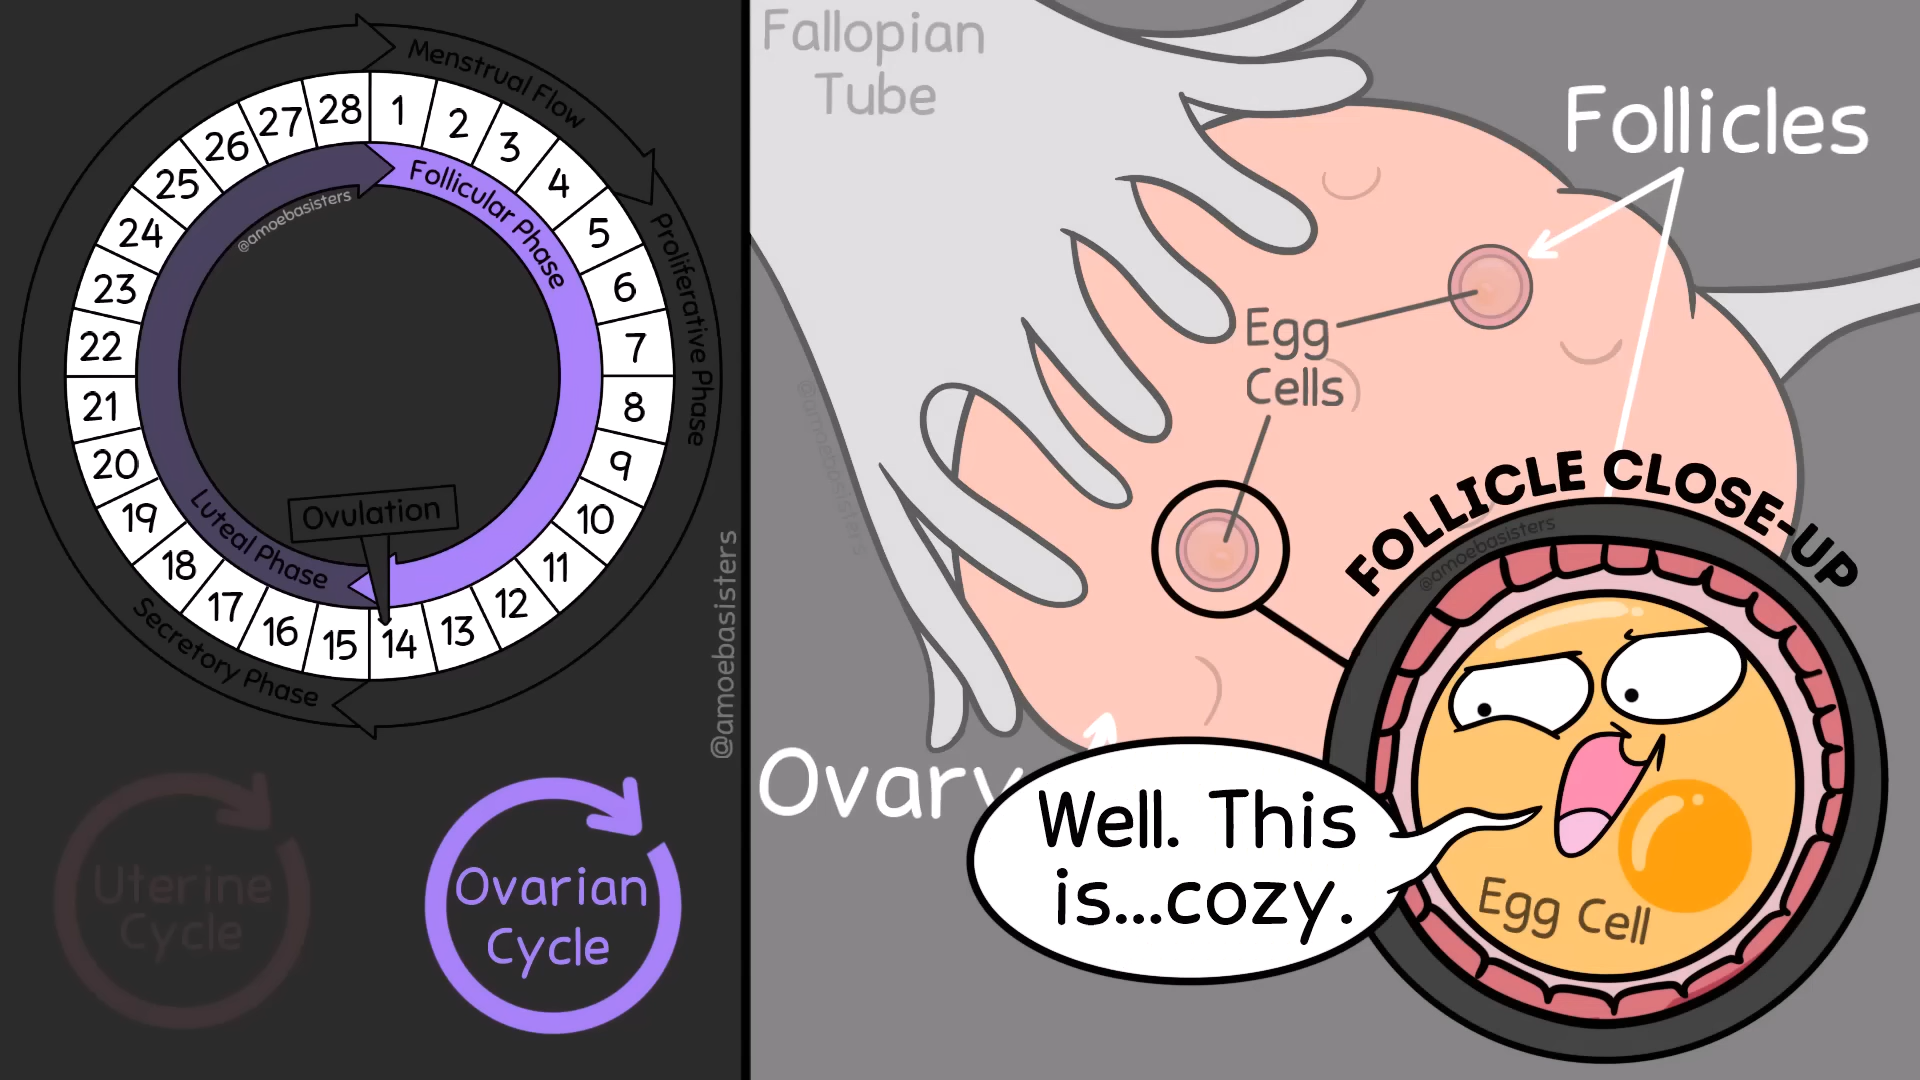 Menstrual Flow
Proliferative Phase
Secretory Phase
1
2
3
4
5
6
7
8
9
10
11
12
13
14
15
16
17
18
19
20
21
22
23
24
25
26
27
28
Follicular Phase
Luteal Phase
@amoebasisters
Ovulation
Uterine
Cycle
Ovarian
Cycle
@amoebasisters
Fallopian
Tube
Follicles
Egg
Cells
@amoebasisters
Ovary
FOLLICLE CLOSE-UP
@amoebasisters
Well. This
is...cozy.
Egg Cell